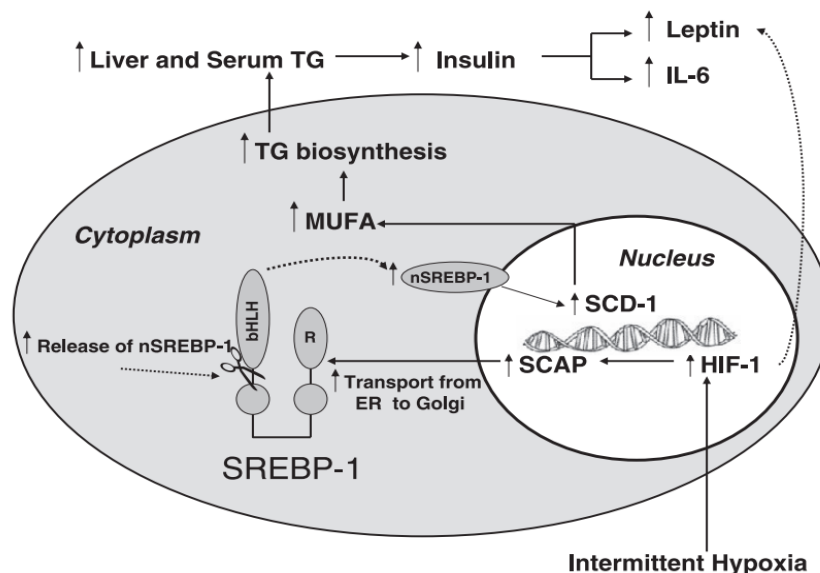 ↑ Liver and Serum TG → ↑ Insulin
↑ Leptin
↑ IL-6
↑ TG biosynthesis
↑ MUFA
Cytoplasm
Nucleus
↑ nSREBP-1
↑ SCD-1
bHLH
R
↑ Release of nSREBP-1
↑ SCAP
↑ HIF-1
↑ Transport from
ER to Golgi
SREBP-1
Intermittent Hypoxia